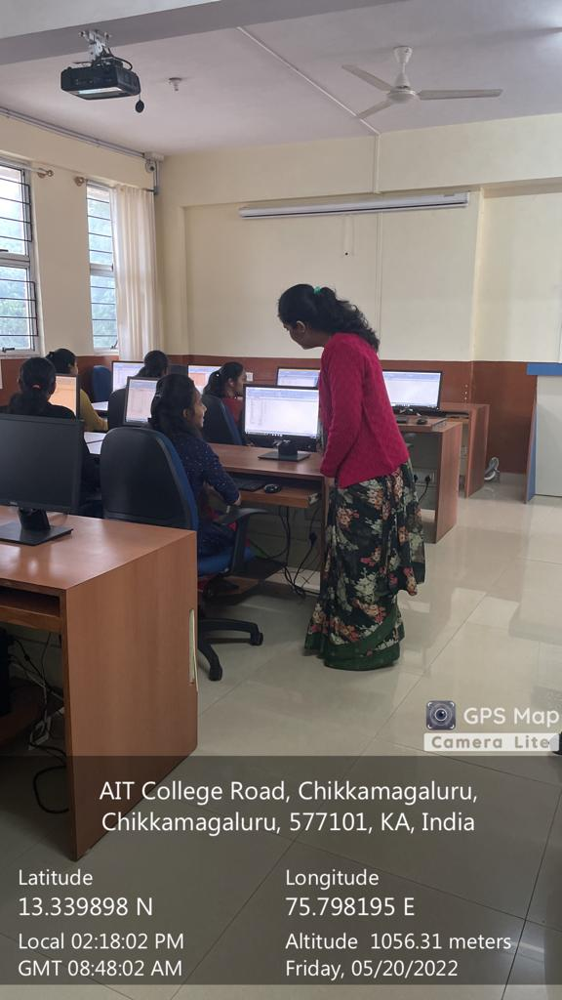 GPS Map
Camera Lite
AIT College Road, Chikkamagaluru,
Chikkamagaluru, 577101, KA, India
Latitude
13.339898 N
Longitude
75.798195 E
Local 02:18:02 PM
GMT 08:48:02 AM
Altitude 1056.31 meters
Friday, 05/20/2022